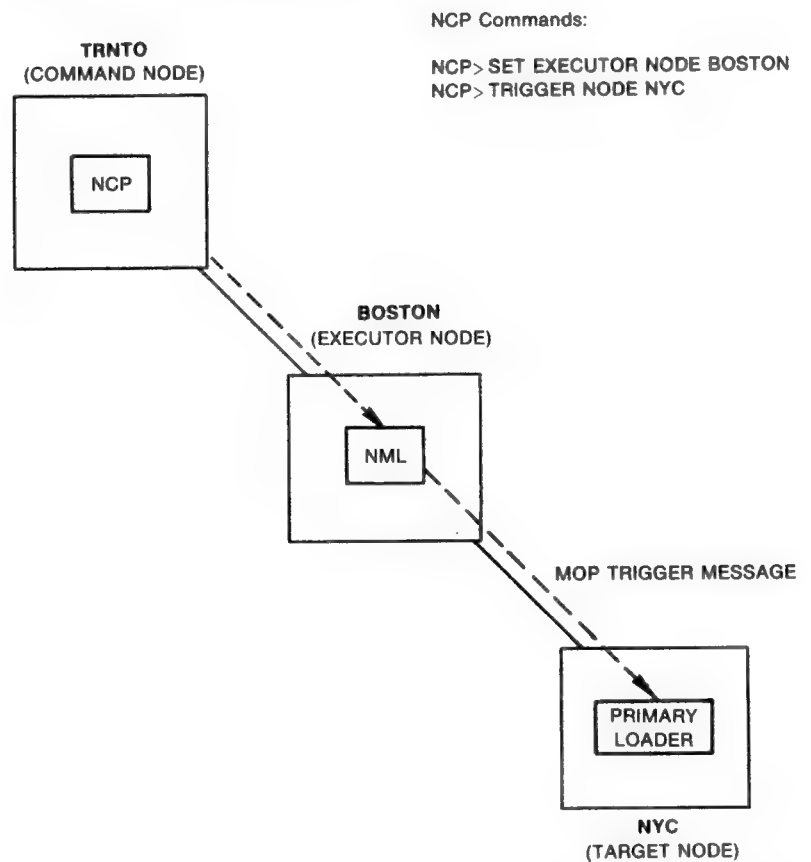 NCP Commands:
NCP> SET EXECUTOR NODE BOSTON
NCP> TRIGGER NODE NYC
TRNTO
(COMMAND NODE)
NCP
BOSTON
(EXECUTOR NODE)
NML
MOP TRIGGER MESSAGE
PRIMARY
LOADER
NYC
(TARGET NODE)